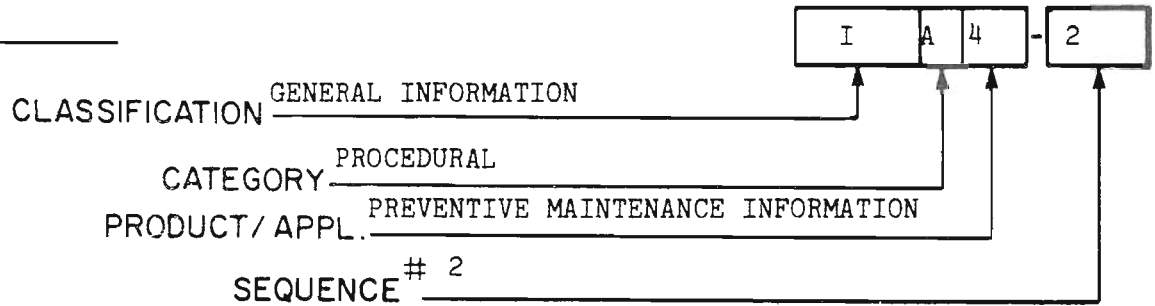 I A 4 - 2
CLASSIFICATION GENERAL INFORMATION
CATEGORY PROCEDURAL
PRODUCT/APPL. PREVENTIVE MAINTENANCE INFORMATION
SEQUENCE # 2